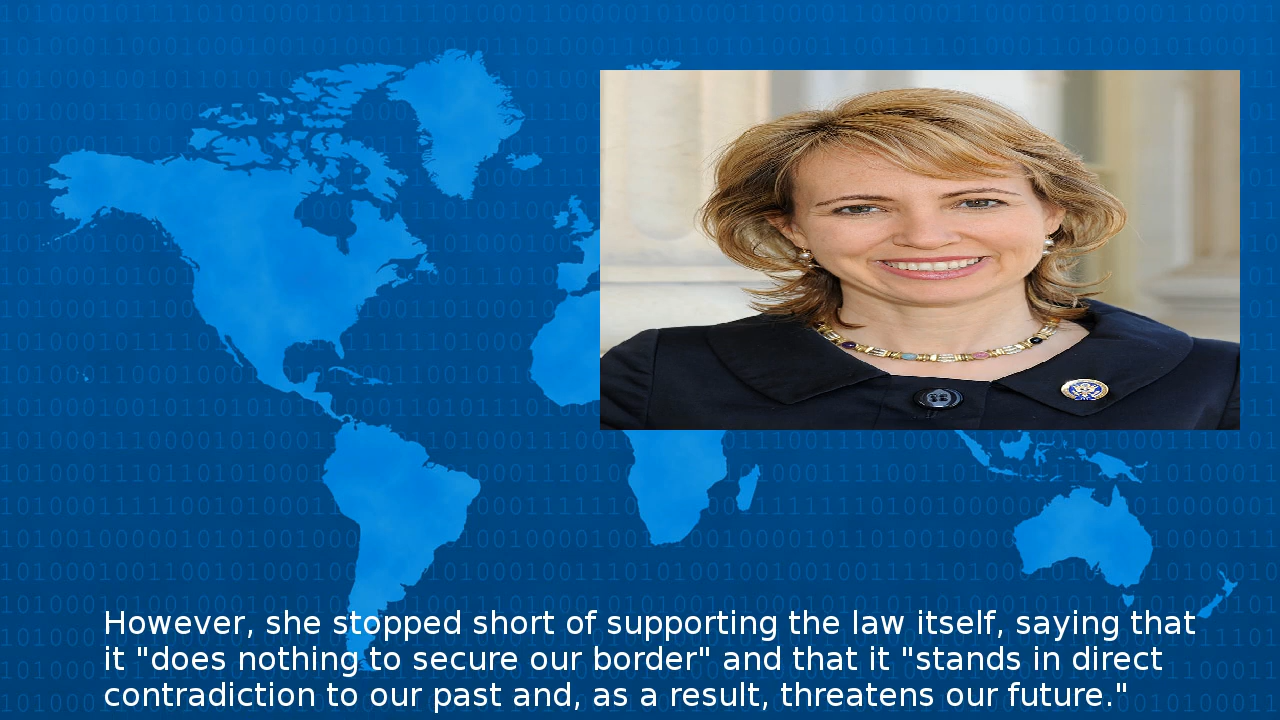 However, she stopped short of supporting the law itself, saying that
it "does nothing to secure our border" and that it "stands in direct
contradiction to our past and, as a result, threatens our future."